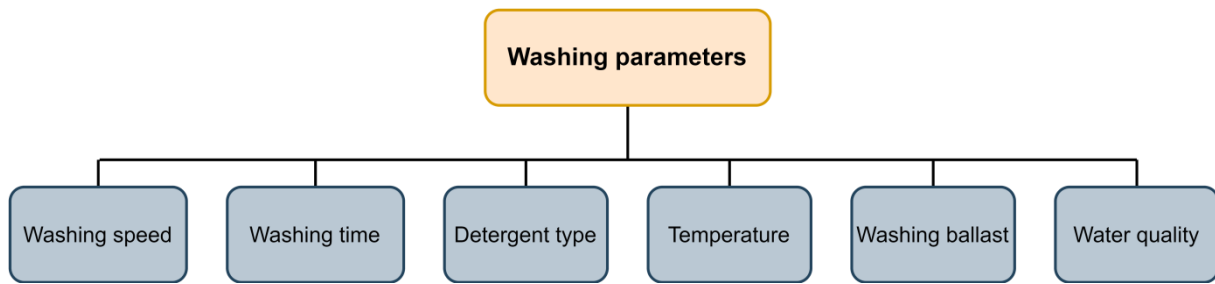 Washing parameters
Washing speed
Washing time
Detergent type
Temperature
Washing ballast
Water quality